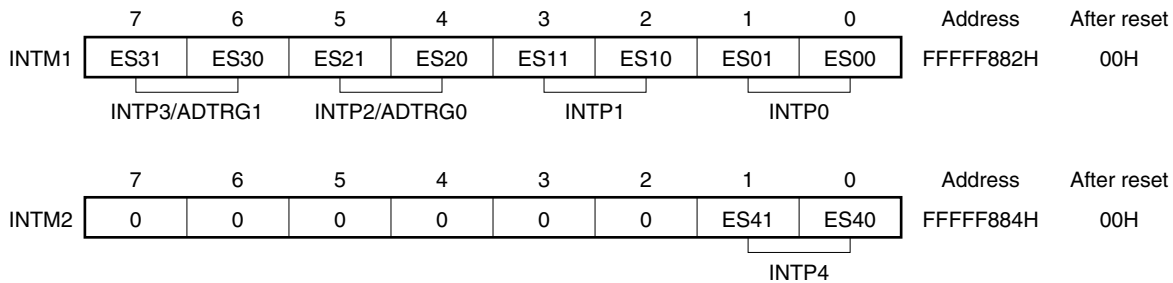 7 6 5 4 3 2 1 0 Address After reset
INTM1 ES31 ES30 ES21 ES20 ES11 ES10 ES01 ES00 FFFFF882H 00H
INTP3/ADTRG1 INTP2/ADTRG0 INTP1 INTP0
7 6 5 4 3 2 1 0 Address After reset
INTM2 0 0 0 0 0 0 ES41 ES40 FFFFF884H 00H
INTP4